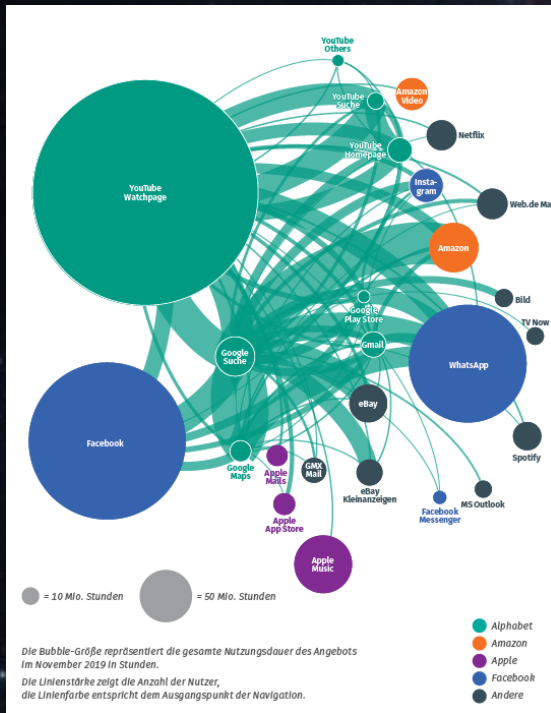 YouTube
Others
YouTube
Suche
Amazon
Video
Netflix
YouTube
Homepage
YouTube
Watchpage
Insta-
gram
Web.de Ma
Amazon
Bild
Google
Play Store
TV Now
Gmail
Google
Suche
WhatsApp
eBay
Facebook
Spotify
Google
Maps
Apple
Mails
GMX
Mail
eBay
Kleinanzeigen
MS Outlook
Facebook
Messenger
Apple
App Store
Apple
Music
= 10 Mio. Stunden
= 50 Mio. Stunden
Die Bubble-Größe repräsentiert die gesamte Nutzungsdauer des Angebots
im November 2019 in Stunden.
Die Linienstärke zeigt die Anzahl der Nutzer,
die Linienfarbe entspricht dem Ausgangspunkt der Navigation.
Alphabet
Amazon
Apple
Facebook
Andere